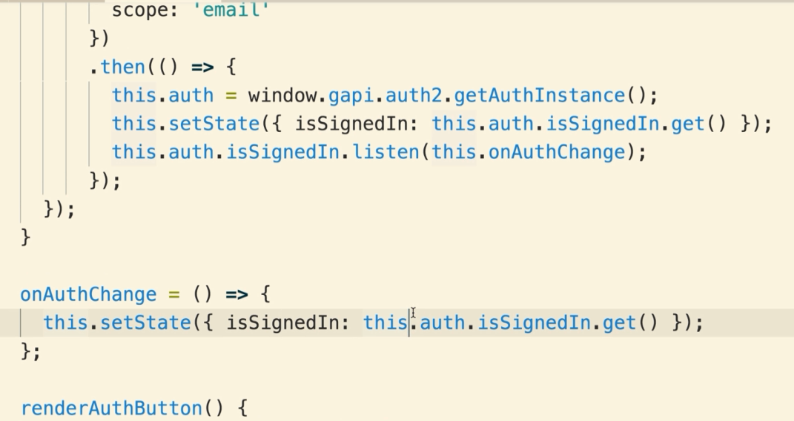 scope: 'email'
})
.then(() => {
this.auth = window.gapi.auth2.getAuthInstance();
this.setState({ isSignedIn: this.auth.isSignedIn.get() });
this.auth.isSignedIn.listen(this.onAuthChange);
});
});
}
onAuthChange = () => {
this.setState({ isSignedIn: this.auth.isSignedIn.get() });
};
renderAuthButton() {